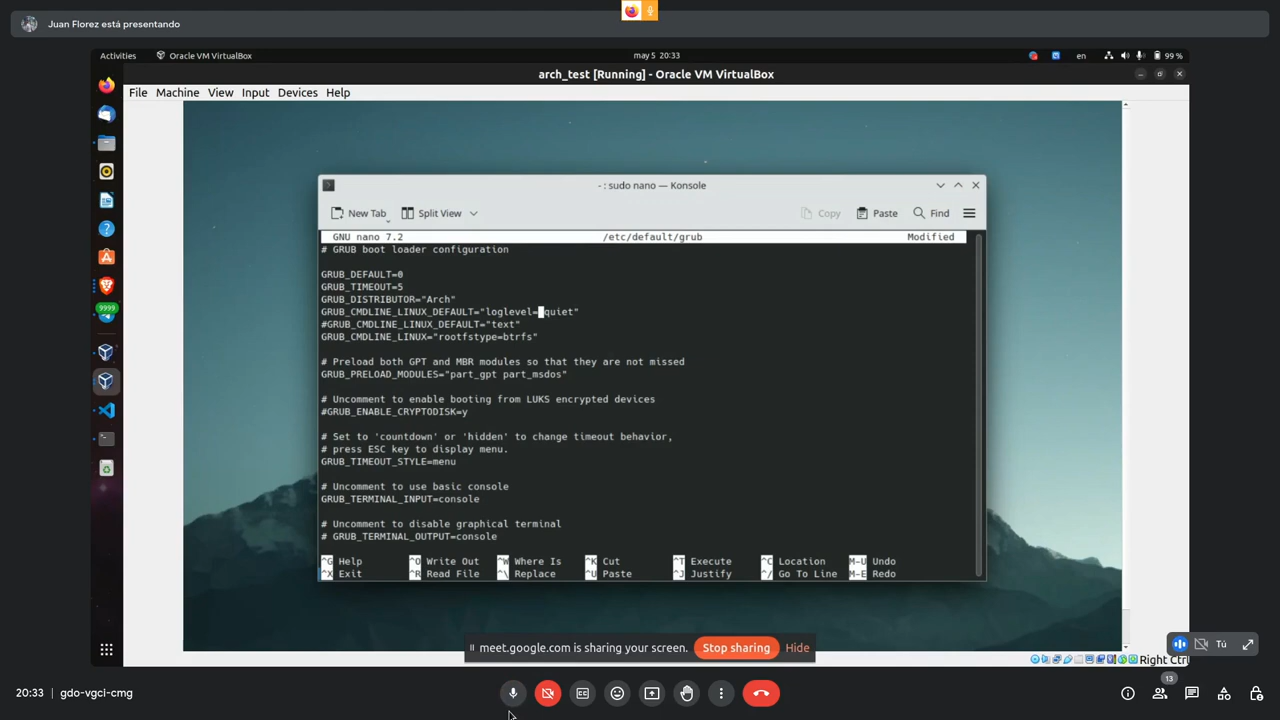 Juan Florez está presentando
Activities Oracle VM VirtualBox may 5 20:33 en 99 %
arch_test [Running] - Oracle VM VirtualBox
File Machine View Input Devices Help
- : sudo nano — Konsole
New Tab Split View Copy Paste Find
GNU nano 7.2 /etc/default/grub Modified
# GRUB boot loader configuration
GRUB_DEFAULT=0
GRUB_TIMEOUT=5
GRUB_DISTRIBUTOR="Arch"
GRUB_CMDLINE_LINUX_DEFAULT="loglevel= quiet"
#GRUB_CMDLINE_LINUX_DEFAULT="text"
GRUB_CMDLINE_LINUX="rootfstype=btrfs"
# Preload both GPT and MBR modules so that they are not missed
GRUB_PRELOAD_MODULES="part_gpt part_msdos"
# Uncomment to enable booting from LUKS encrypted devices
#GRUB_ENABLE_CRYPTODISK=y
# Set to 'countdown' or 'hidden' to change timeout behavior,
# press ESC key to display menu.
GRUB_TIMEOUT_STYLE=menu
# Uncomment to use basic console
GRUB_TERMINAL_INPUT=console
# Uncomment to disable graphical terminal
# GRUB_TERMINAL_OUTPUT=console
^G Help ^O Write Out ^W Where Is ^K Cut ^T Execute ^C Location M-U Undo
^X Exit ^R Read File ^\ Replace ^U Paste ^J Justify ^/ Go To Line M-E Redo
9999
meet.google.com is sharing your screen. Stop sharing Hide
Tú
Right Ctrl
20:33 gdo-vgci-cmg
13